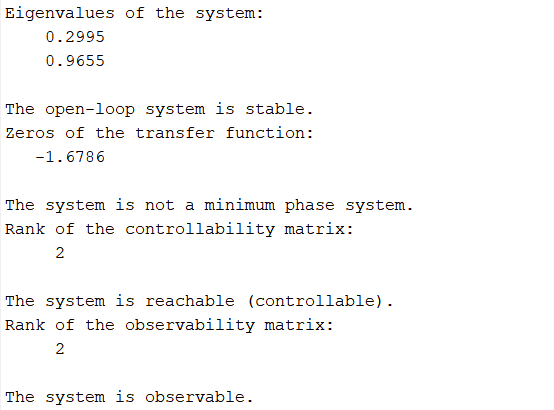 Eigenvalues of the system:
0.2995
0.9655
The open-loop system is stable.
Zeros of the transfer function:
-1.6786
The system is not a minimum phase system.
Rank of the controllability matrix:
2
The system is reachable (controllable).
Rank of the observability matrix:
2
The system is observable.